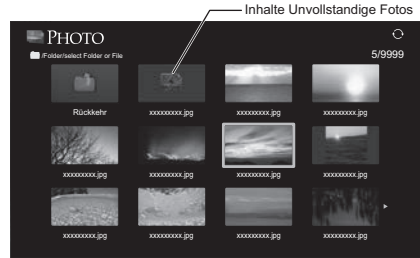 Inhalte Unvollstandige Fotos
PHOTO
/Folder/select Folder or File
5/9999
Rückkehr xxxxxxxxx.jpg xxxxxxxxx.jpg xxxxxxxxx.jpg
xxxxxxxxx.jpg xxxxxxxxx.jpg xxxxxxxxx.jpg xxxxxxxxx.jpg
xxxxxxxxx.jpg xxxxxxxxx.jpg xxxxxxxxx.jpg xxxxxxxxx.jpg